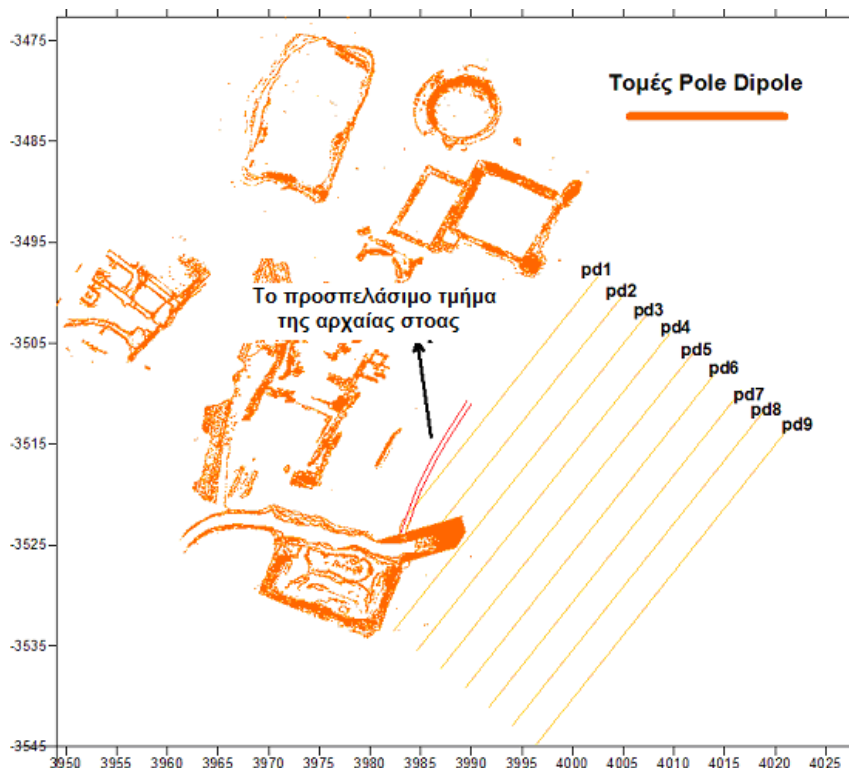 -3475
Τομές Pole Dipole
-3485
-3495
pd1
pd2
Το προσπελάσιμο τμήμα
της αρχαίας στοας
pd3
pd4
-3505
pd5
pd6
pd7
pd8
pd9
-3515
-3525
-3535
-3545
3950 3955 3960 3965 3970 3975 3980 3985 3990 3995 4000 4005 4010 4015 4020 4025